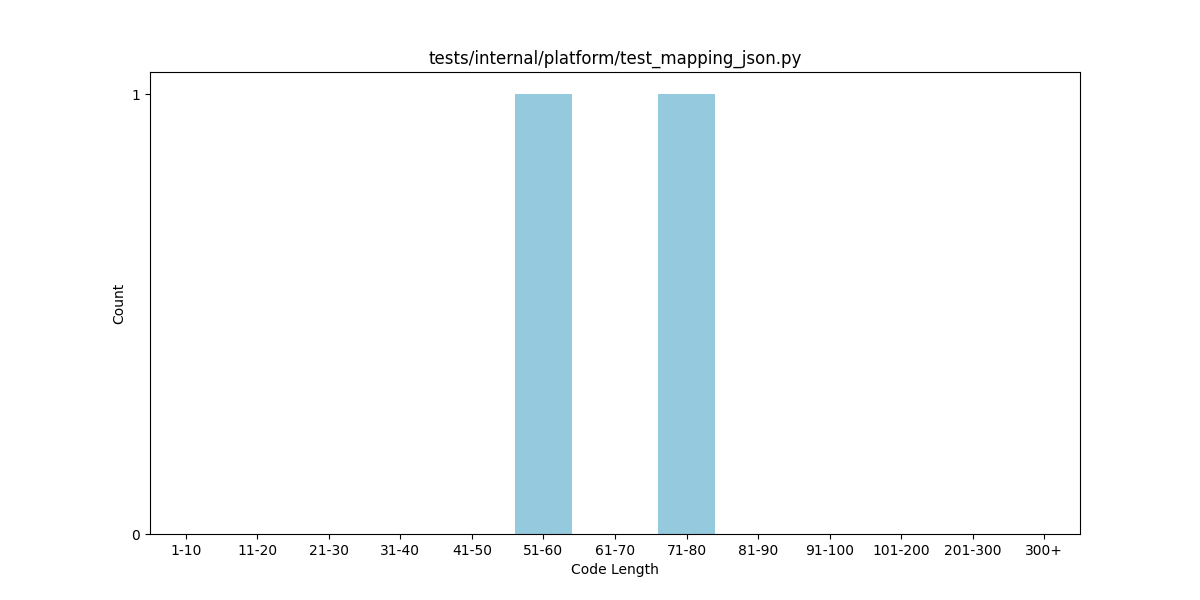 tests/internal/platform/test_mapping_json.py
1
Count
0
1-10 11-20 21-30 31-40 41-50 51-60 61-70 71-80 81-90 91-100 101-200 201-300 300+
Code Length